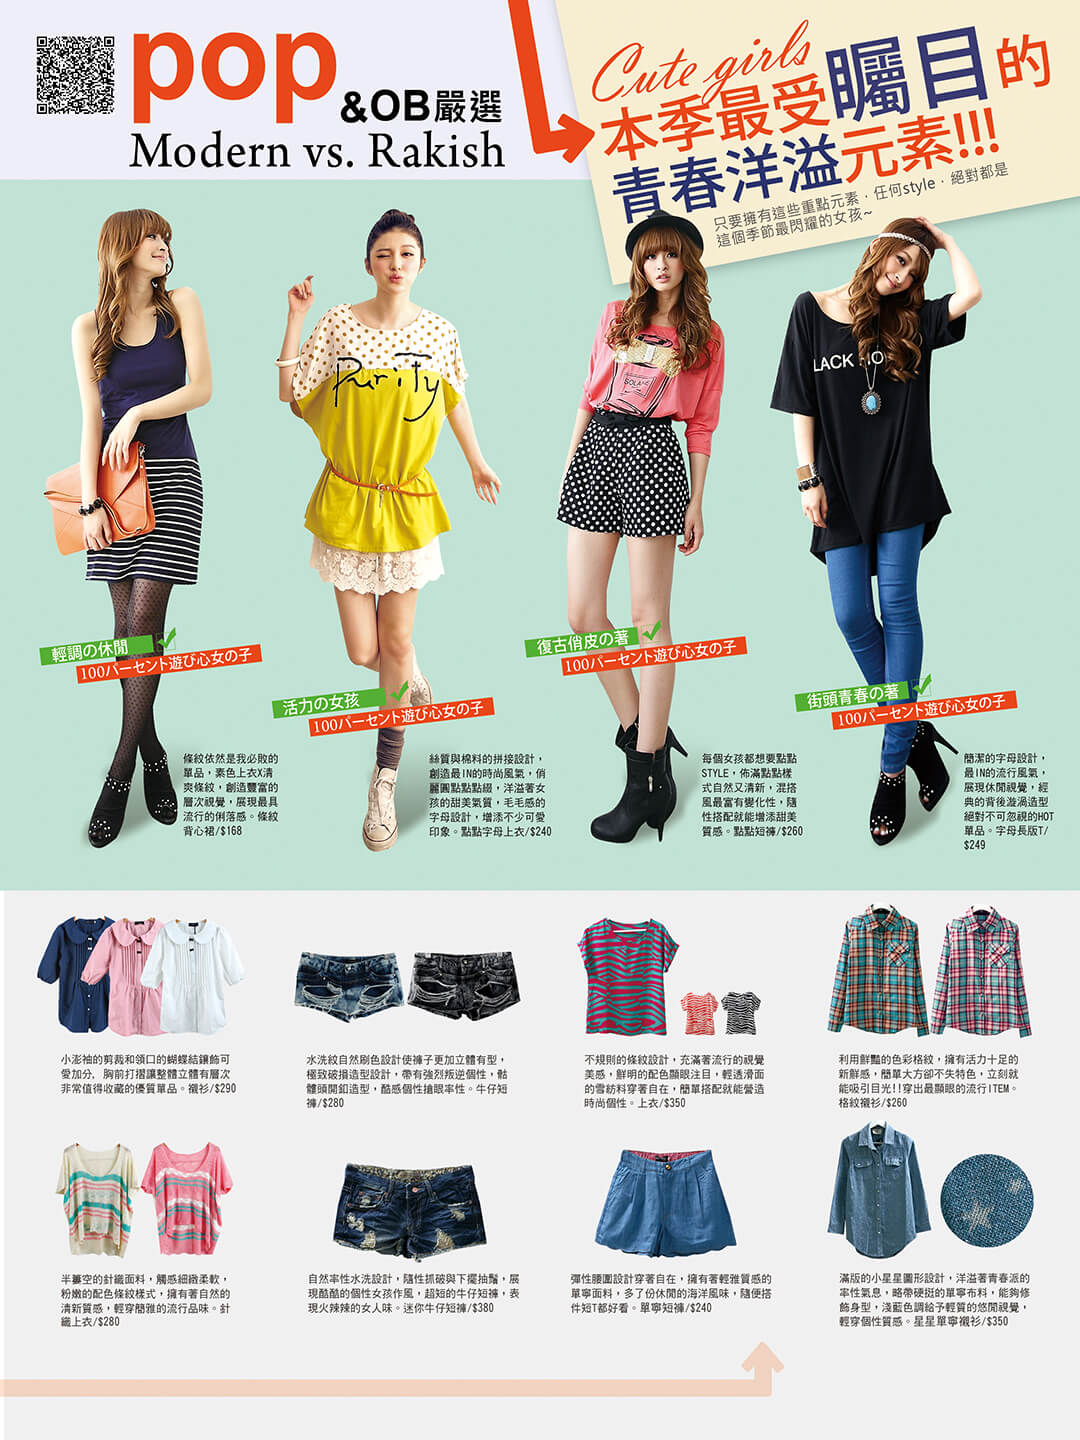 pop
&OB嚴選
Modern vs. Rakish
Cute girls
本季最受矚目的
青春洋溢元素!!!
只要擁有這些重點元素．任何style．絕對都是
這個季節最閃耀的女孩~
Purity
SOLANE
LACK HO
輕調の休閒
100パーセント遊び心女の子
活力の女孩
100パーセント遊び心女の子
復古俏皮の著
100パーセント遊び心女の子
街頭青春の著
100パーセント遊び心女の子
條紋依然是我必敗的
單品，素色上衣X清
爽條紋，創造豐富的
層次視覺，展現最具
流行的俐落感。條紋
背心裙/$168
絲質與棉料的拼接設計，
創造最IN的時尚風氣，俏
麗圓點點點綴，洋溢著女
孩的甜美氣質，毛毛感的
字母設計，增添不少可愛
印象。點點字母上衣/$240
每個女孩都想要點點
STYLE，佈滿點點樣
式自然又清新，混搭
風最富有變化性，隨
性搭配就能增添甜美
質感。點點短褲/$260
簡潔的字母設計，
最IN的流行風氣，
展現休閒視覺，經
典的背後漩渦造型
絕對不可忽視的HOT
單品。字母長版T/
$249
小澎袖的剪裁和領口的蝴蝶結鑲飾可
愛加分，胸前打摺讓整體立體有層次
非常值得收藏的優質單品。襯衫/$290
水洗紋自然刷色設計使褲子更加立體有型，
極致破損造型設計，帶有強烈叛逆個性，骷
髏頭開釦造型，酷感個性搶眼率性。牛仔短
褲/$280
不規則的條紋設計，充滿著流行的視覺
美感，鮮明的配色顯眼注目，輕透滑面
的雪紡料穿著自在，簡單搭配就能營造
時尚個性。上衣/$350
利用鮮豔的色彩格紋，擁有活力十足的
新鮮感，簡單大方卻不失特色，立刻就
能吸引目光!!穿出最顯眼的流行ITEM。
格紋襯衫/$260
半簍空的針織面料，觸感細緻柔軟，
粉嫩的配色條紋樣式，擁有著自然的
清新質感，輕穿簡雅的流行品味。針
織上衣/$280
自然率性水洗設計，隨性抓破與下擺抽鬚，展
現酷酷的個性女孩作風，超短的牛仔短褲，表
現火辣辣的女人味。迷你牛仔短褲/$380
彈性腰圍設計穿著自在，擁有著輕雅質感的
單寧面料，多了份休閒的海洋風味，隨便搭
件短T都好看。單寧短褲/$240
滿版的小星星圖形設計，洋溢著青春派的
率性氣息，略帶硬挺的單寧布料，能夠修
飾身型，淺藍色調給予輕質的悠閒視覺，
輕穿個性質感。星星單寧襯衫/$350